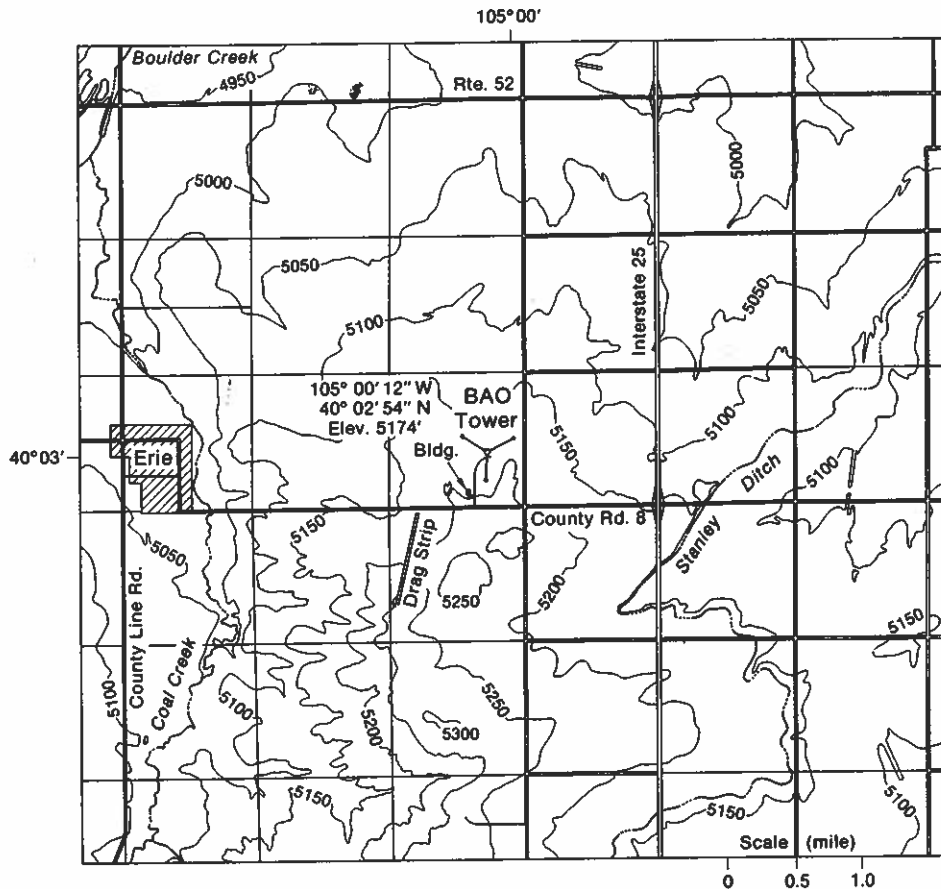 105°00'
Boulder Creek
4950
Rte. 52
5000
5000
5050
Interstate 25
5050
5100
105° 00' 12" W
40° 02' 54" N
Elev. 5174'
BAO
Tower
Bldg.
5150
5100
40°03'
Erie
Ditch
5100
County Rd. 8
5150
5050
Drag Strip
Stanley
5250
5200
County Line Rd.
Coal Creek
5150
5100
5100
5200
5250
5300
5150
5100
Scale (mile)
0 0.5 1.0